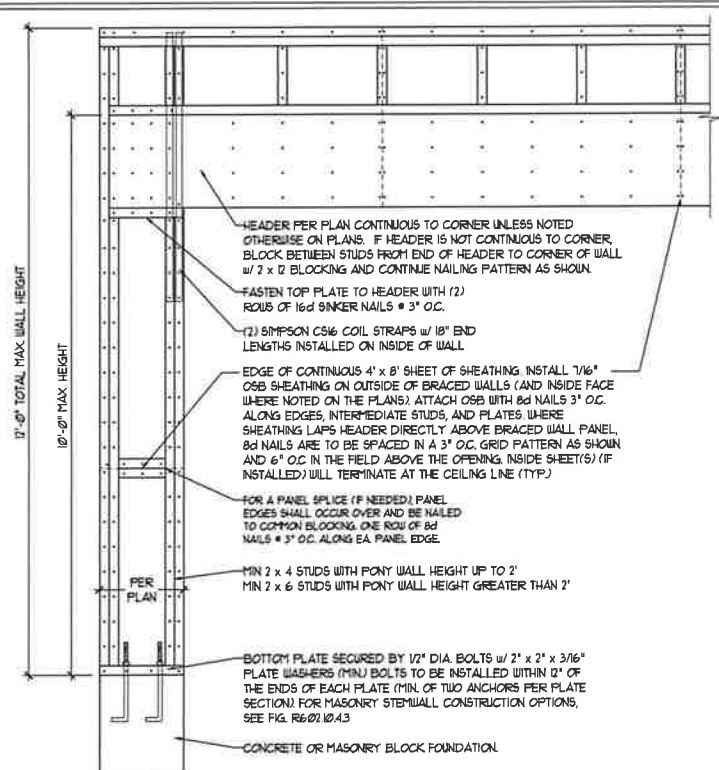 12'-0" TOTAL MAX. WALL HEIGHT
10'-0" MAX. HEIGHT
HEADER PER PLAN CONTINUOUS TO CORNER UNLESS NOTED
OTHERWISE ON PLANS. IF HEADER IS NOT CONTINUOUS TO CORNER,
BLOCK BETWEEN STUDS FROM END OF HEADER TO CORNER OF WALL
w/ 2 x 12 BLOCKING AND CONTINUE NAILING PATTERN AS SHOWN.
FASTEN TOP PLATE TO HEADER WITH (2)
ROWS OF 16d SINKER NAILS @ 3" O.C.
(2) SIMPSON CS16 COIL STRAPS w/ 18" END
LENGTHS INSTALLED ON INSIDE OF WALL
EDGE OF CONTINUOUS 4' x 8' SHEET OF SHEATHING. INSTALL 7/16"
OSB SHEATHING ON OUTSIDE OF BRACED WALLS (AND INSIDE FACE
WHERE NOTED ON THE PLANS). ATTACH OSB WITH 8d NAILS 3" O.C.
ALONG EDGES, INTERMEDIATE STUDS, AND PLATES. WHERE
SHEATHING LAPS HEADER DIRECTLY ABOVE BRACED WALL PANEL,
8d NAILS ARE TO BE SPACED IN A 3" O.C. GRID PATTERN AS SHOWN
AND 6" O.C IN THE FIELD ABOVE THE OPENING. INSIDE SHEET(S) (IF
INSTALLED) WILL TERMINATE AT THE CEILING LINE (TYP.)
FOR A PANEL SPLICE (IF NEEDED), PANEL
EDGES SHALL OCCUR OVER AND BE NAILED
TO COMMON BLOCKING. ONE ROW OF 8d
NAILS @ 3" O.C. ALONG EA. PANEL EDGE.
MIN 2 x 4 STUDS WITH PONY WALL HEIGHT UP TO 2'
MIN 2 x 6 STUDS WITH PONY WALL HEIGHT GREATER THAN 2'
PER
PLAN
BOTTOM PLATE SECURED BY 1/2" DIA. BOLTS w/ 2" x 2" x 3/16"
PLATE WASHERS (MIN.) BOLTS TO BE INSTALLED WITHIN 12" OF
THE ENDS OF EACH PLATE (MIN. OF TWO ANCHORS PER PLATE
SECTION). FOR MASONRY STEMWALL CONSTRUCTION OPTIONS,
SEE FIG. R602.10.4.3
CONCRETE OR MASONRY BLOCK FOUNDATION.